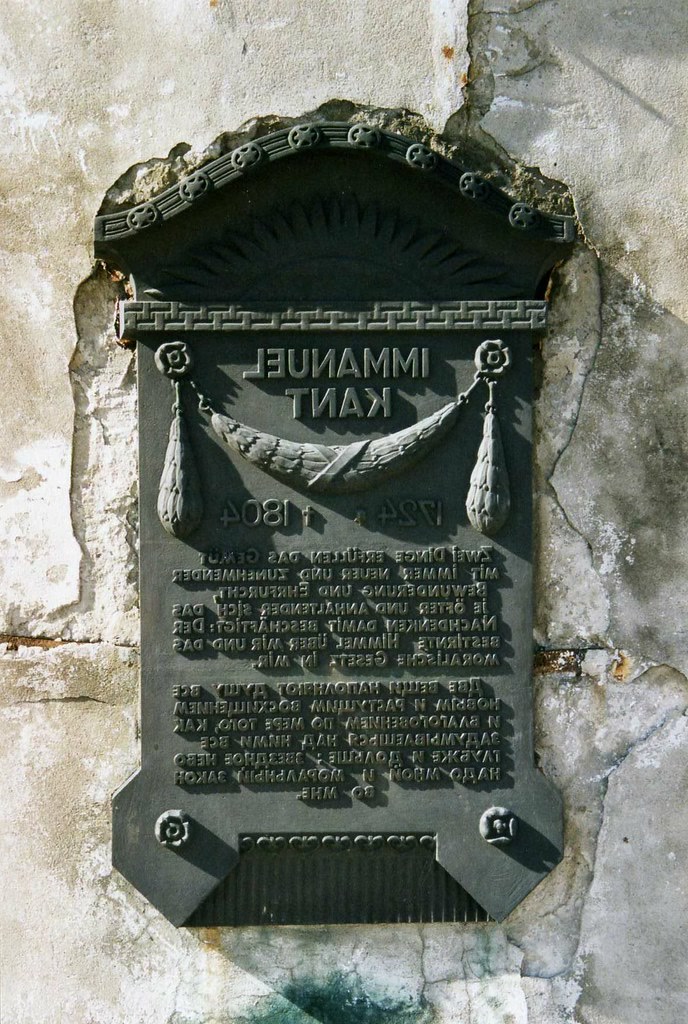 IMMANUEL
KANT
1724 * † 1804
ZWEI DINGE ERFÜLLEN DAS GEMÜT
MIT IMMER NEUER UND ZUNEHMENDER
BEWUNDERUNG UND EHRFURCHT,
JE ÖFTER UND ANHALTENDER SICH DAS
NACHDENKEN DAMIT BESCHÄFTIGT: DER
BESTIRNTE HIMMEL ÜBER MIR UND DAS
MORALISCHE GESETZ IN MIR.
ДВЕ ВЕЩИ НАПОЛНЯЮТ ДУШУ ВСЕ
НОВЫМ И РАСТУЩИМ ВОСХИЩЕНИЕМ
И БЛАГОГОВЕНИЕМ ПО МЕРЕ ТОГО, КАК
ЗАДУМЫВАЕШЬСЯ НАД НИМИ ВСЕ
ГЛУБЖЕ И ДОЛЬШЕ: ЗВЕЗДНОЕ НЕБО
НАДО МНОЙ И МОРАЛЬНЫЙ ЗАКОН
ВО МНЕ.